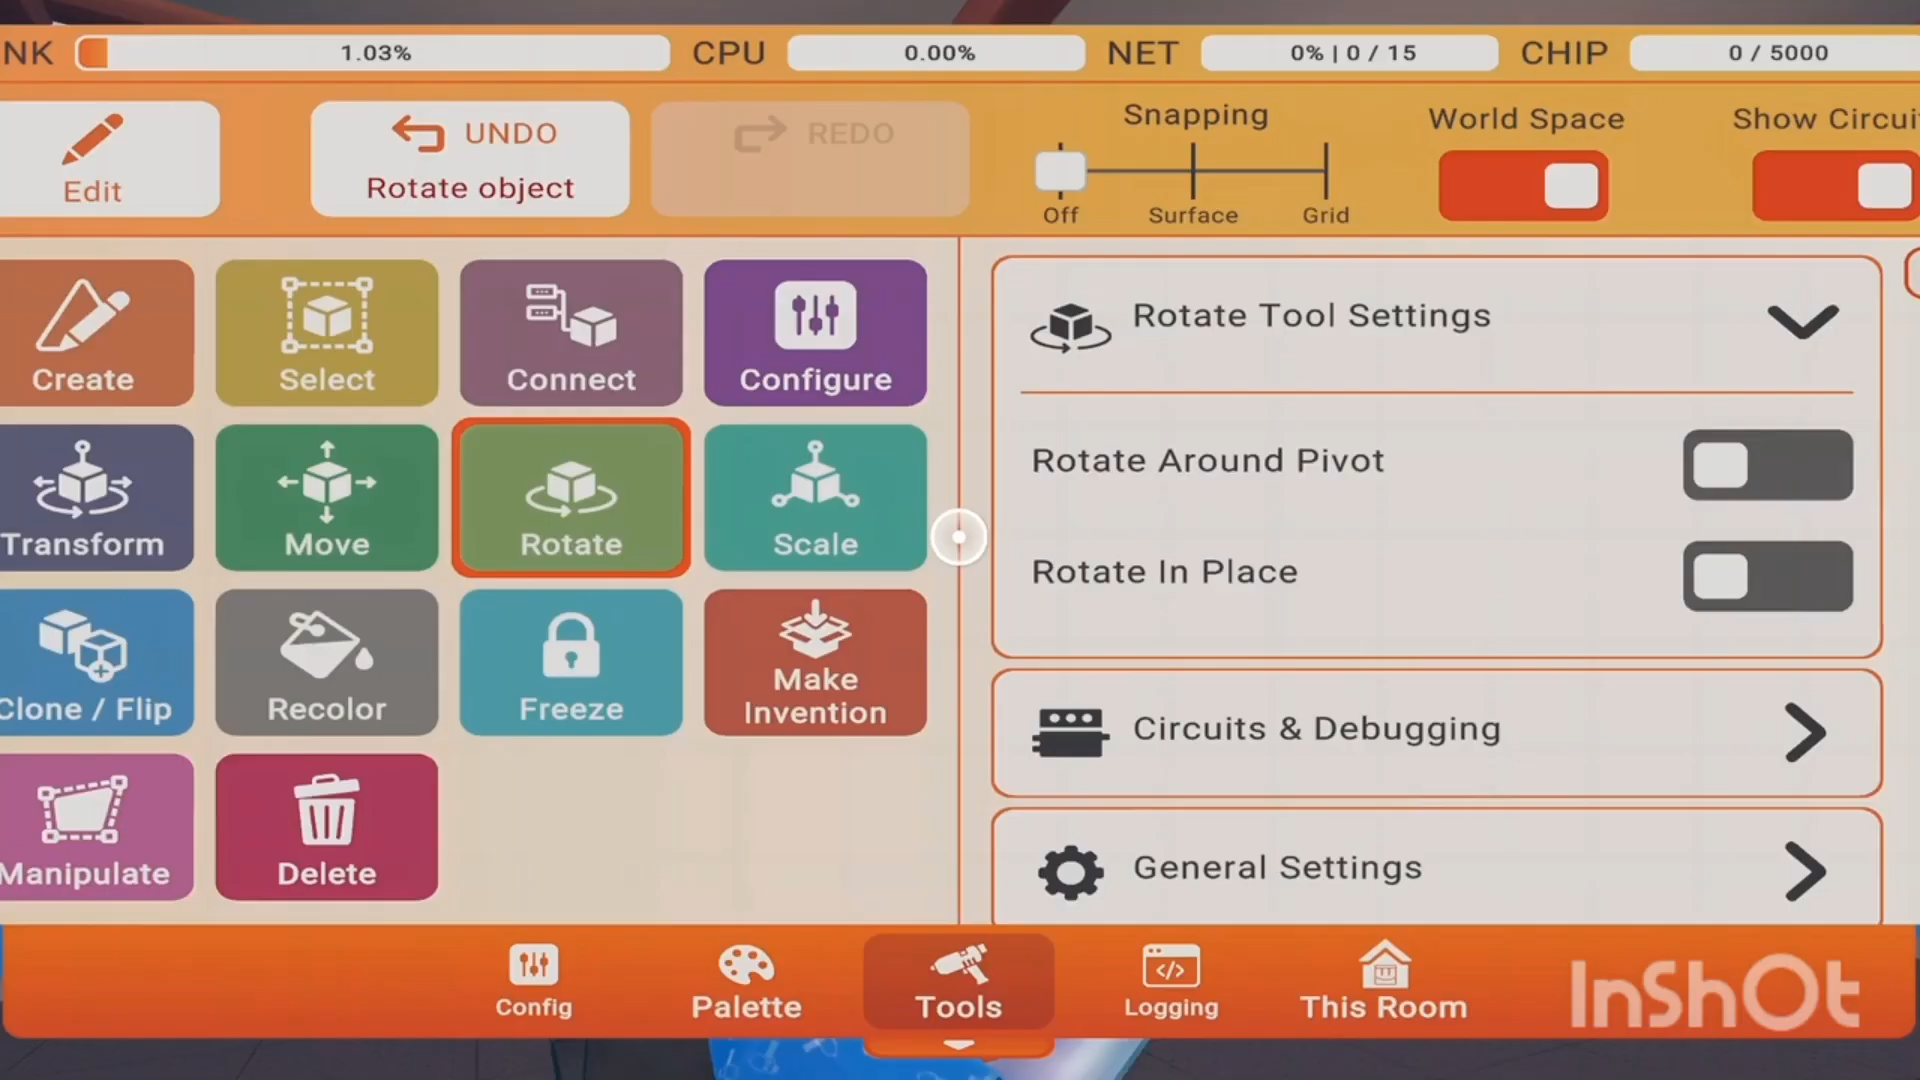 NK 1.03% CPU 0.00% NET 0% | 0 / 15 CHIP 0 / 5000
Edit
UNDO
Rotate object
REDO
Snapping
Off Surface Grid
World Space
Show Circui
Create Select Connect Configure
Transform Move Rotate Scale
Clone / Flip Recolor Freeze Make
Invention
Manipulate Delete
Rotate Tool Settings
Rotate Around Pivot
Rotate In Place
Circuits & Debugging
General Settings
Config Palette Tools Logging This Room
InShOt